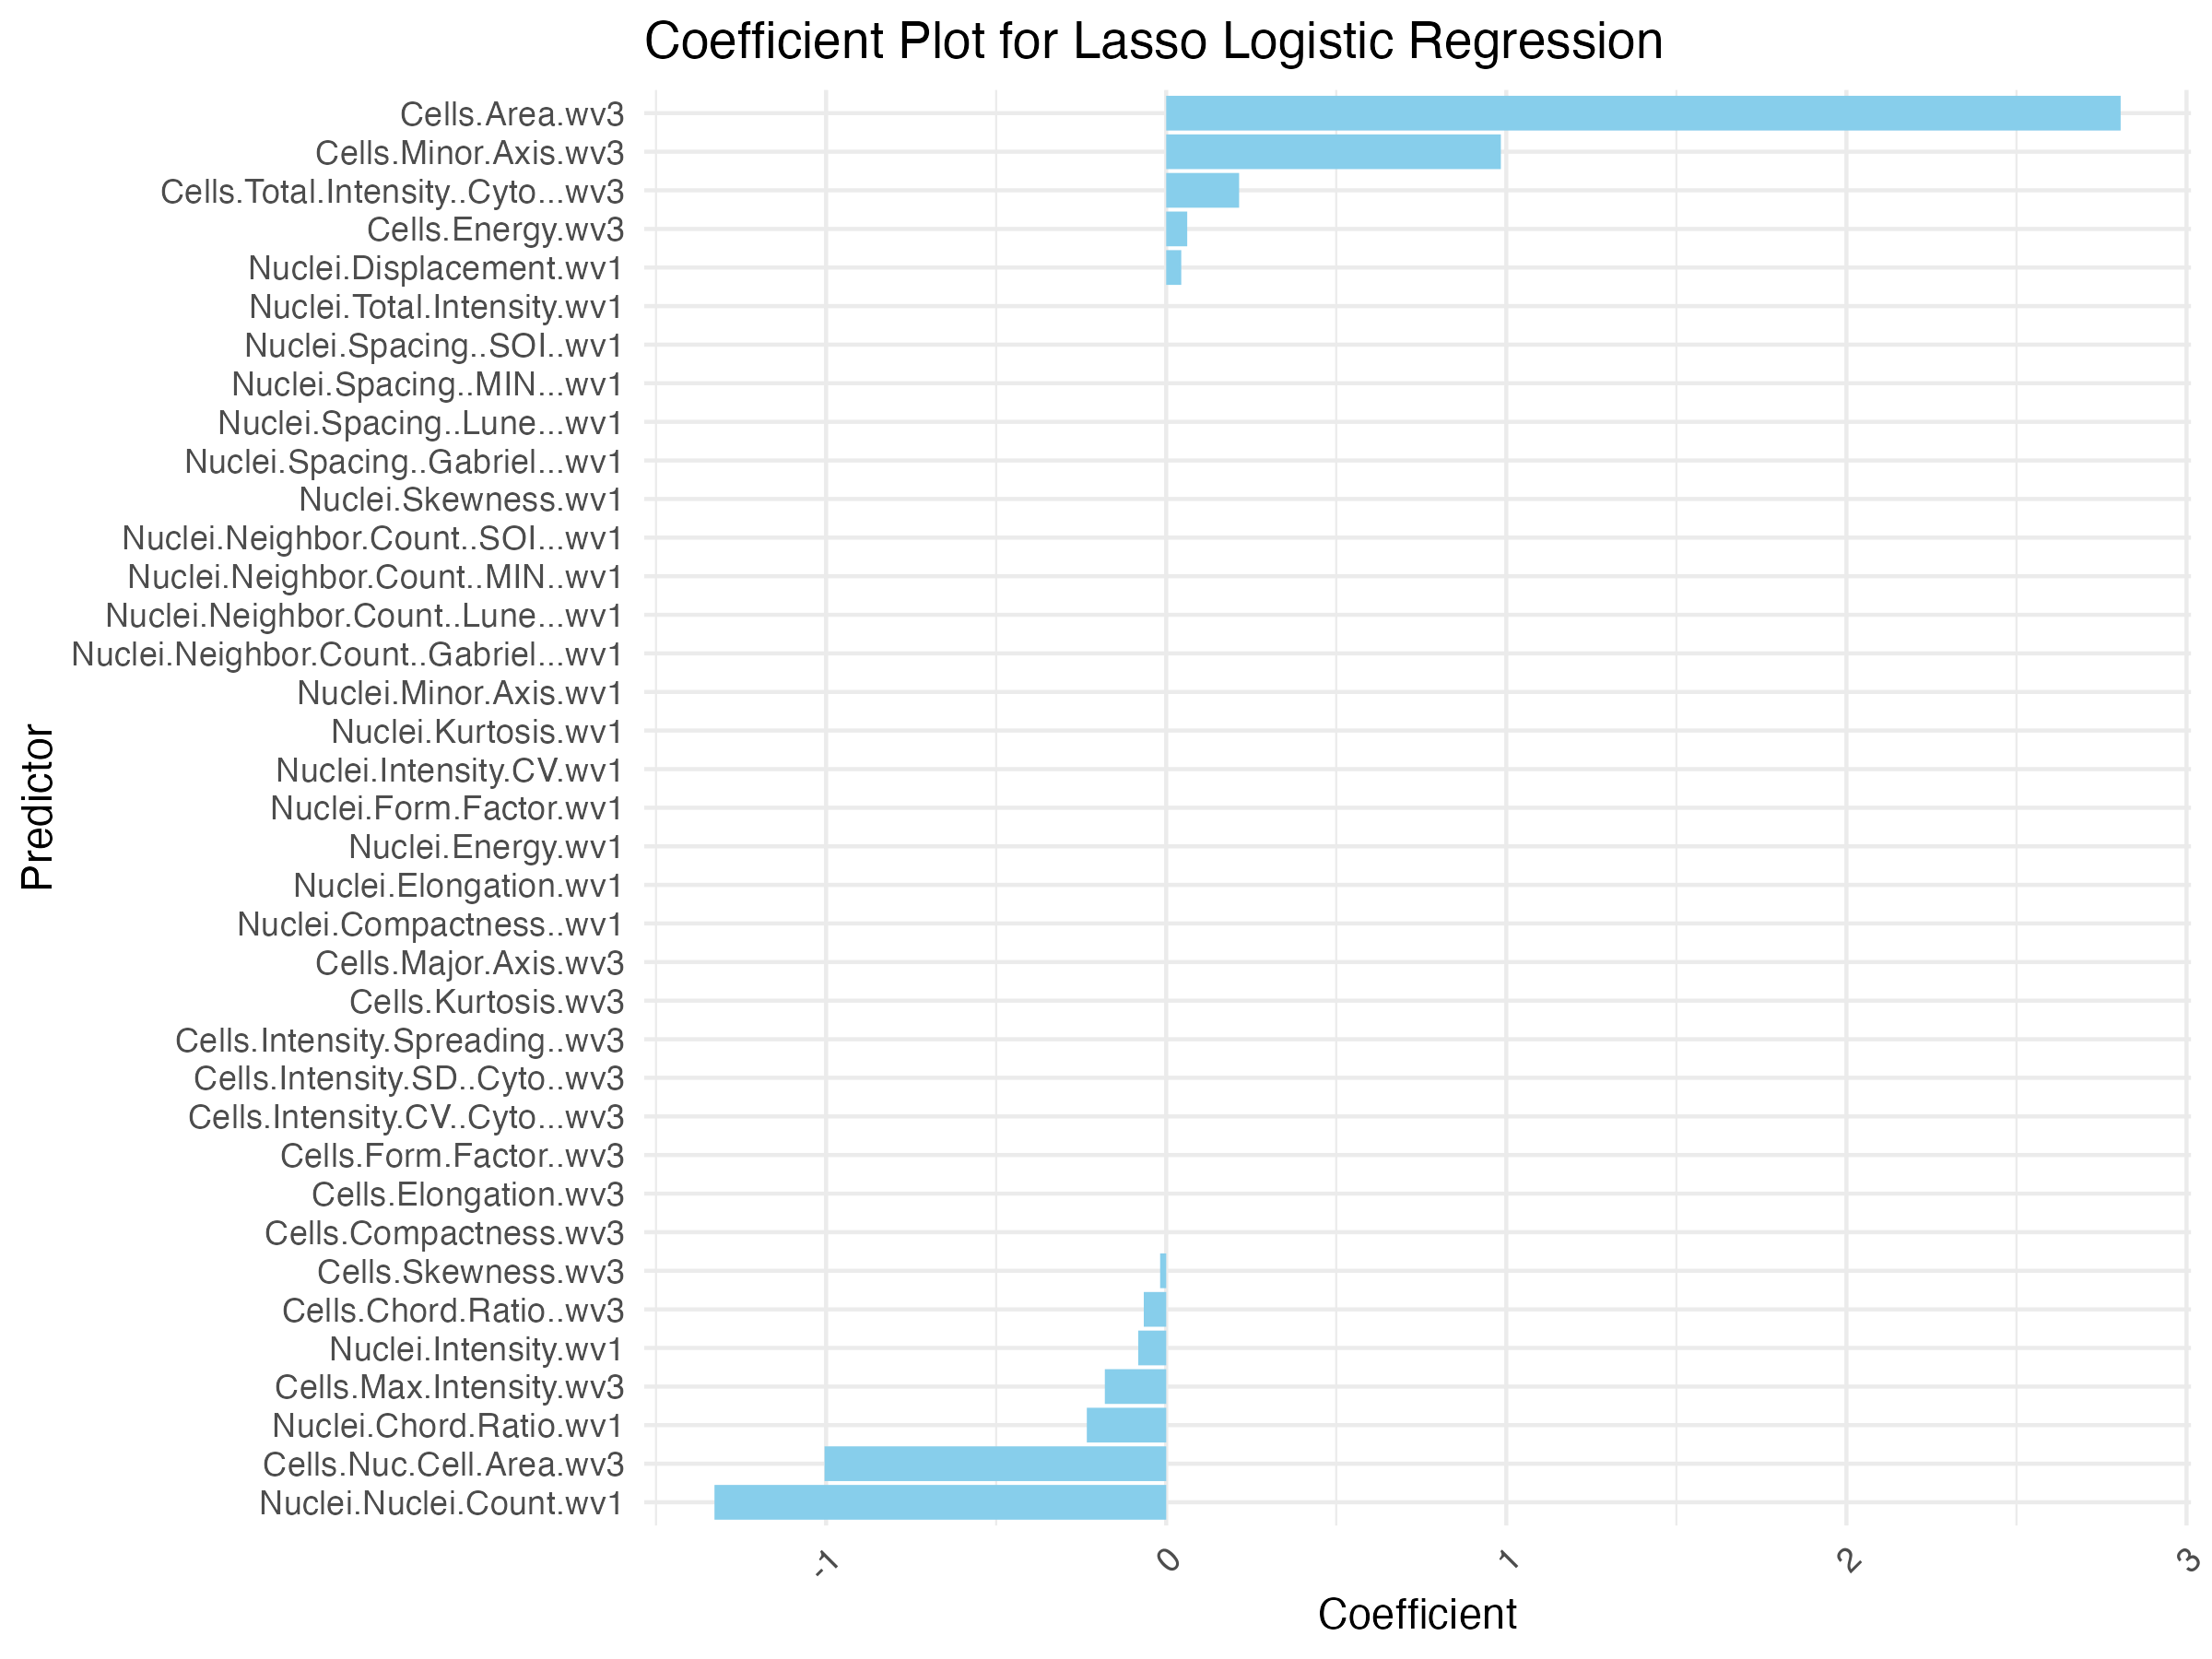 Coefficient Plot for Lasso Logistic Regression
Predictor
Cells.Area.wv3
Cells.Minor.Axis.wv3
Cells.Total.Intensity..Cyto...wv3
Cells.Energy.wv3
Nuclei.Displacement.wv1
Nuclei.Total.Intensity.wv1
Nuclei.Spacing..SOI..wv1
Nuclei.Spacing..MIN...wv1
Nuclei.Spacing..Lune...wv1
Nuclei.Spacing..Gabriel...wv1
Nuclei.Skewness.wv1
Nuclei.Neighbor.Count..SOI...wv1
Nuclei.Neighbor.Count..MIN..wv1
Nuclei.Neighbor.Count..Lune...wv1
Nuclei.Neighbor.Count..Gabriel...wv1
Nuclei.Minor.Axis.wv1
Nuclei.Kurtosis.wv1
Nuclei.Intensity.CV.wv1
Nuclei.Form.Factor.wv1
Nuclei.Energy.wv1
Nuclei.Elongation.wv1
Nuclei.Compactness..wv1
Cells.Major.Axis.wv3
Cells.Kurtosis.wv3
Cells.Intensity.Spreading..wv3
Cells.Intensity.SD..Cyto..wv3
Cells.Intensity.CV..Cyto...wv3
Cells.Form.Factor..wv3
Cells.Elongation.wv3
Cells.Compactness.wv3
Cells.Skewness.wv3
Cells.Chord.Ratio..wv3
Nuclei.Intensity.wv1
Cells.Max.Intensity.wv3
Nuclei.Chord.Ratio.wv1
Cells.Nuc.Cell.Area.wv3
Nuclei.Nuclei.Count.wv1
-1 0 1 2 3
Coefficient